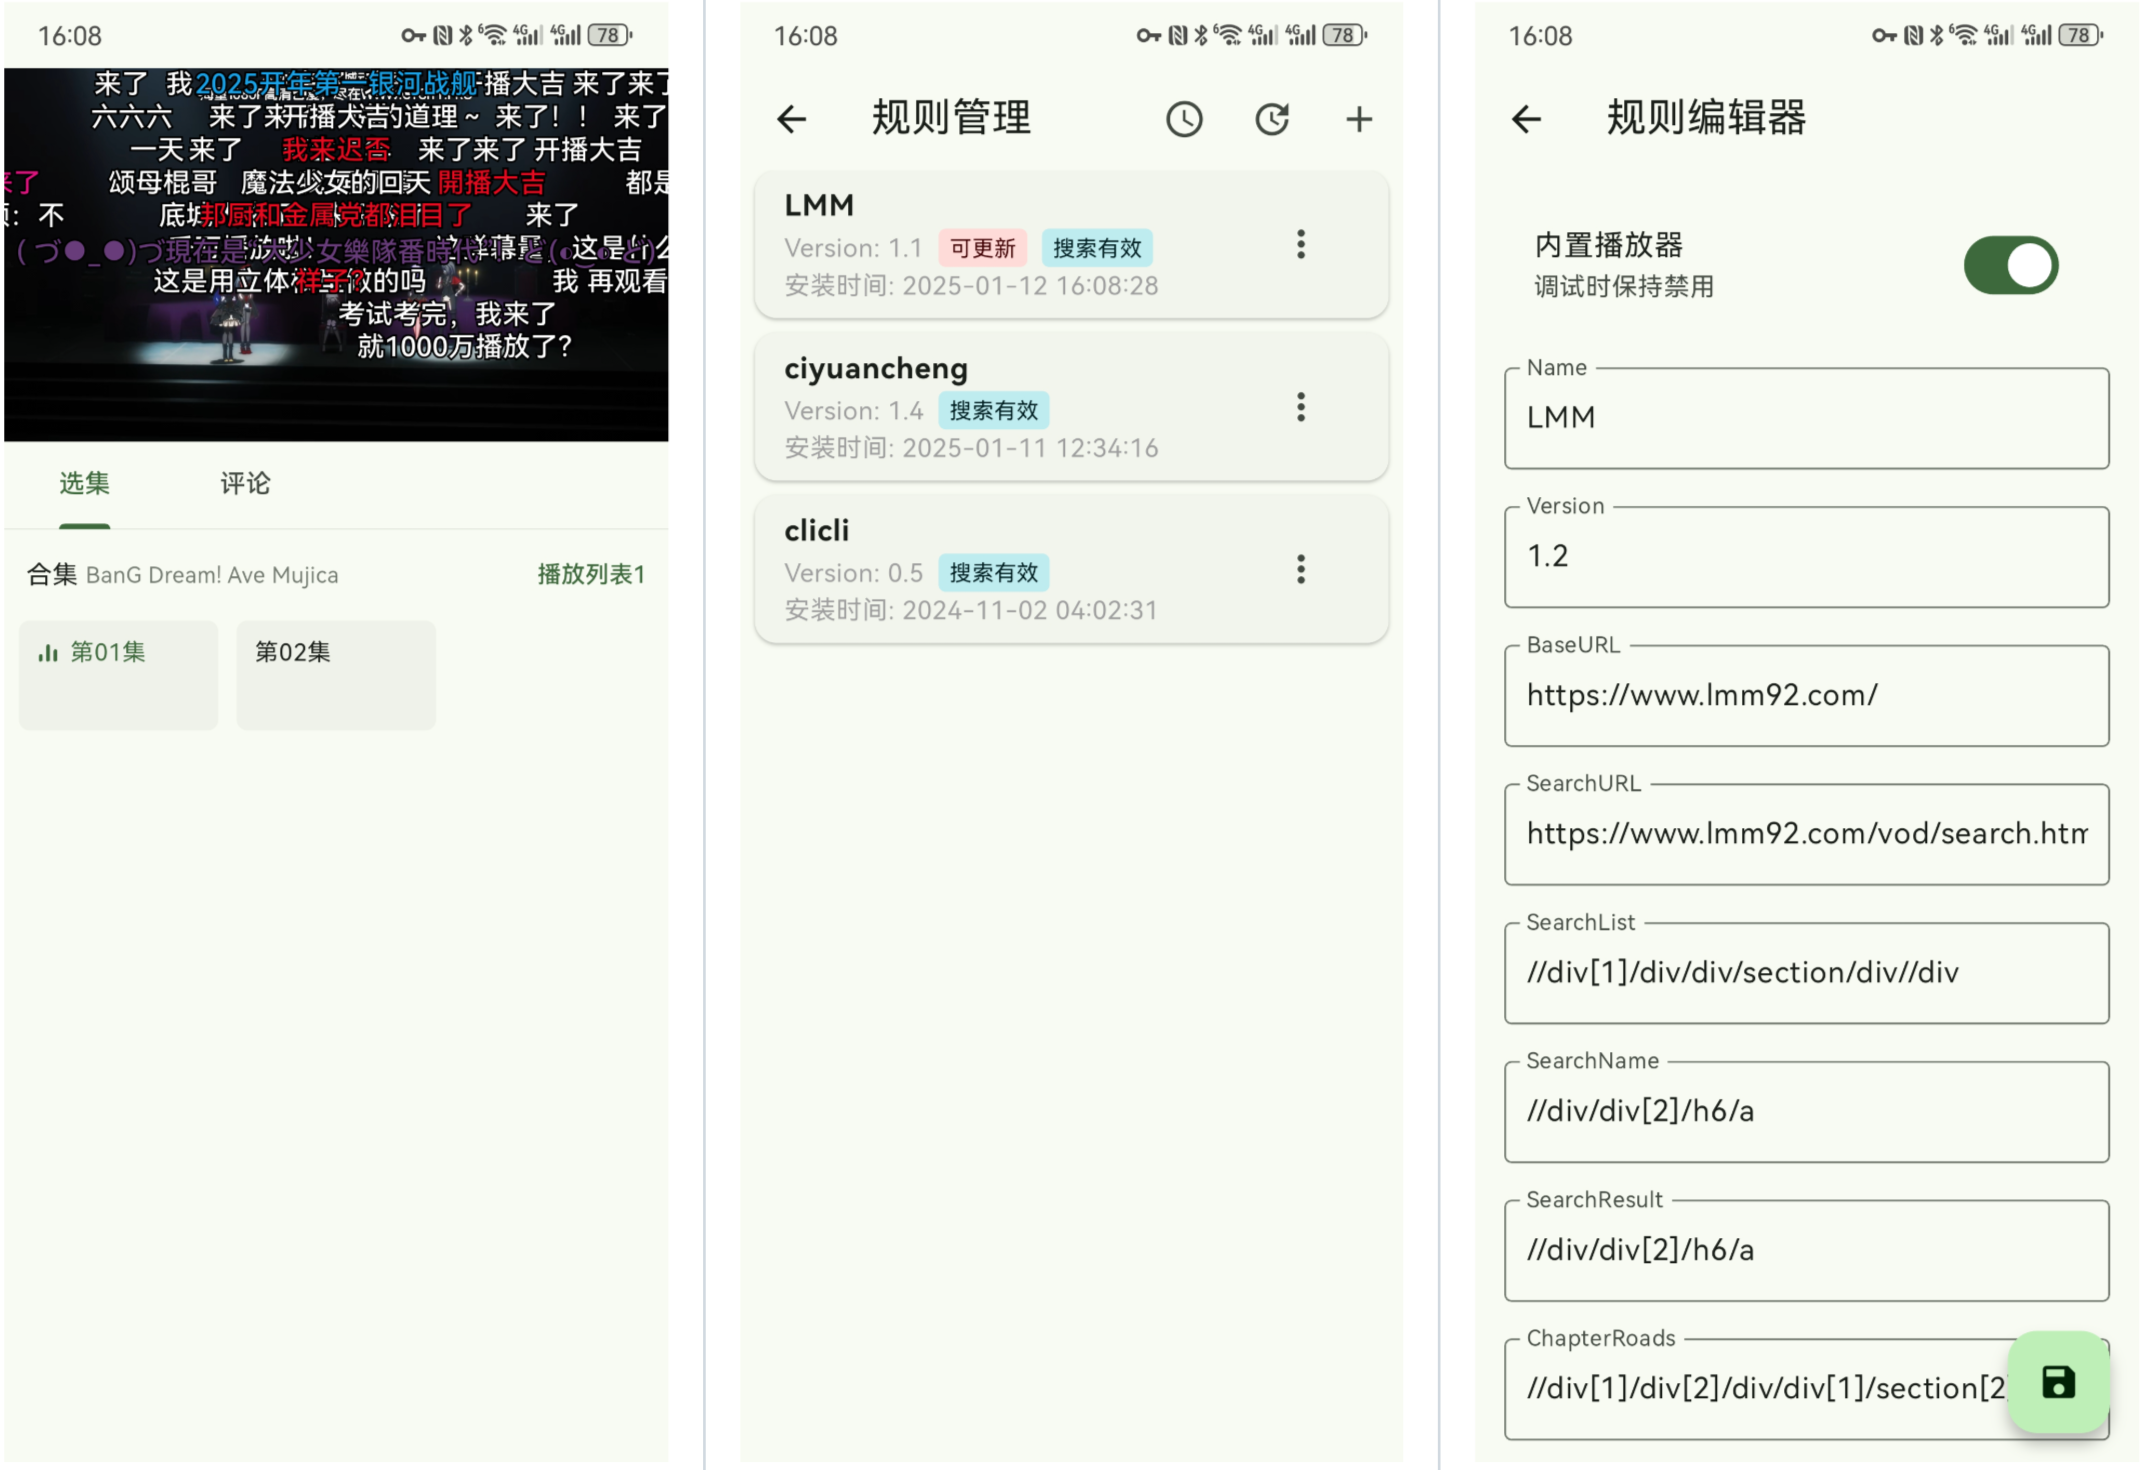 16:08
78
来了 我 2025开年第一银河战舰 播大吉 来了来了
六六六 来了来 开播大吉 的道理~ 来了！！ 来了
一天 来了 我来迟否 来了来了 开播大吉
来了 颂母棍哥 魔法少女的回天 開播大吉 都是
：不 底城 邦厨和金属党都泪目了 来了
(づ●_●)づ現在是“大少女樂隊番時代”! 这是什么
这是用立体 祥子? 做的吗 我 再观看
考试考完，我来了
就1000万播放了？
选集 评论
合集 BanG Dream! Ave Mujica 播放列表1
第01集 第02集
16:08
78
规则管理
LMM
Version: 1.1 可更新 搜索有效
安装时间: 2025-01-12 16:08:28
ciyuancheng
Version: 1.4 搜索有效
安装时间: 2025-01-11 12:34:16
clicli
Version: 0.5 搜索有效
安装时间: 2024-11-02 04:02:31
16:08
78
规则编辑器
内置播放器
调试时保持禁用
Name
LMM
Version
1.2
BaseURL
https://www.lmm92.com/
SearchURL
https://www.lmm92.com/vod/search.htm
SearchList
//div[1]/div/div/section/div//div
SearchName
//div/div[2]/h6/a
SearchResult
//div/div[2]/h6/a
ChapterRoads
//div[1]/div[2]/div/div[1]/section[2